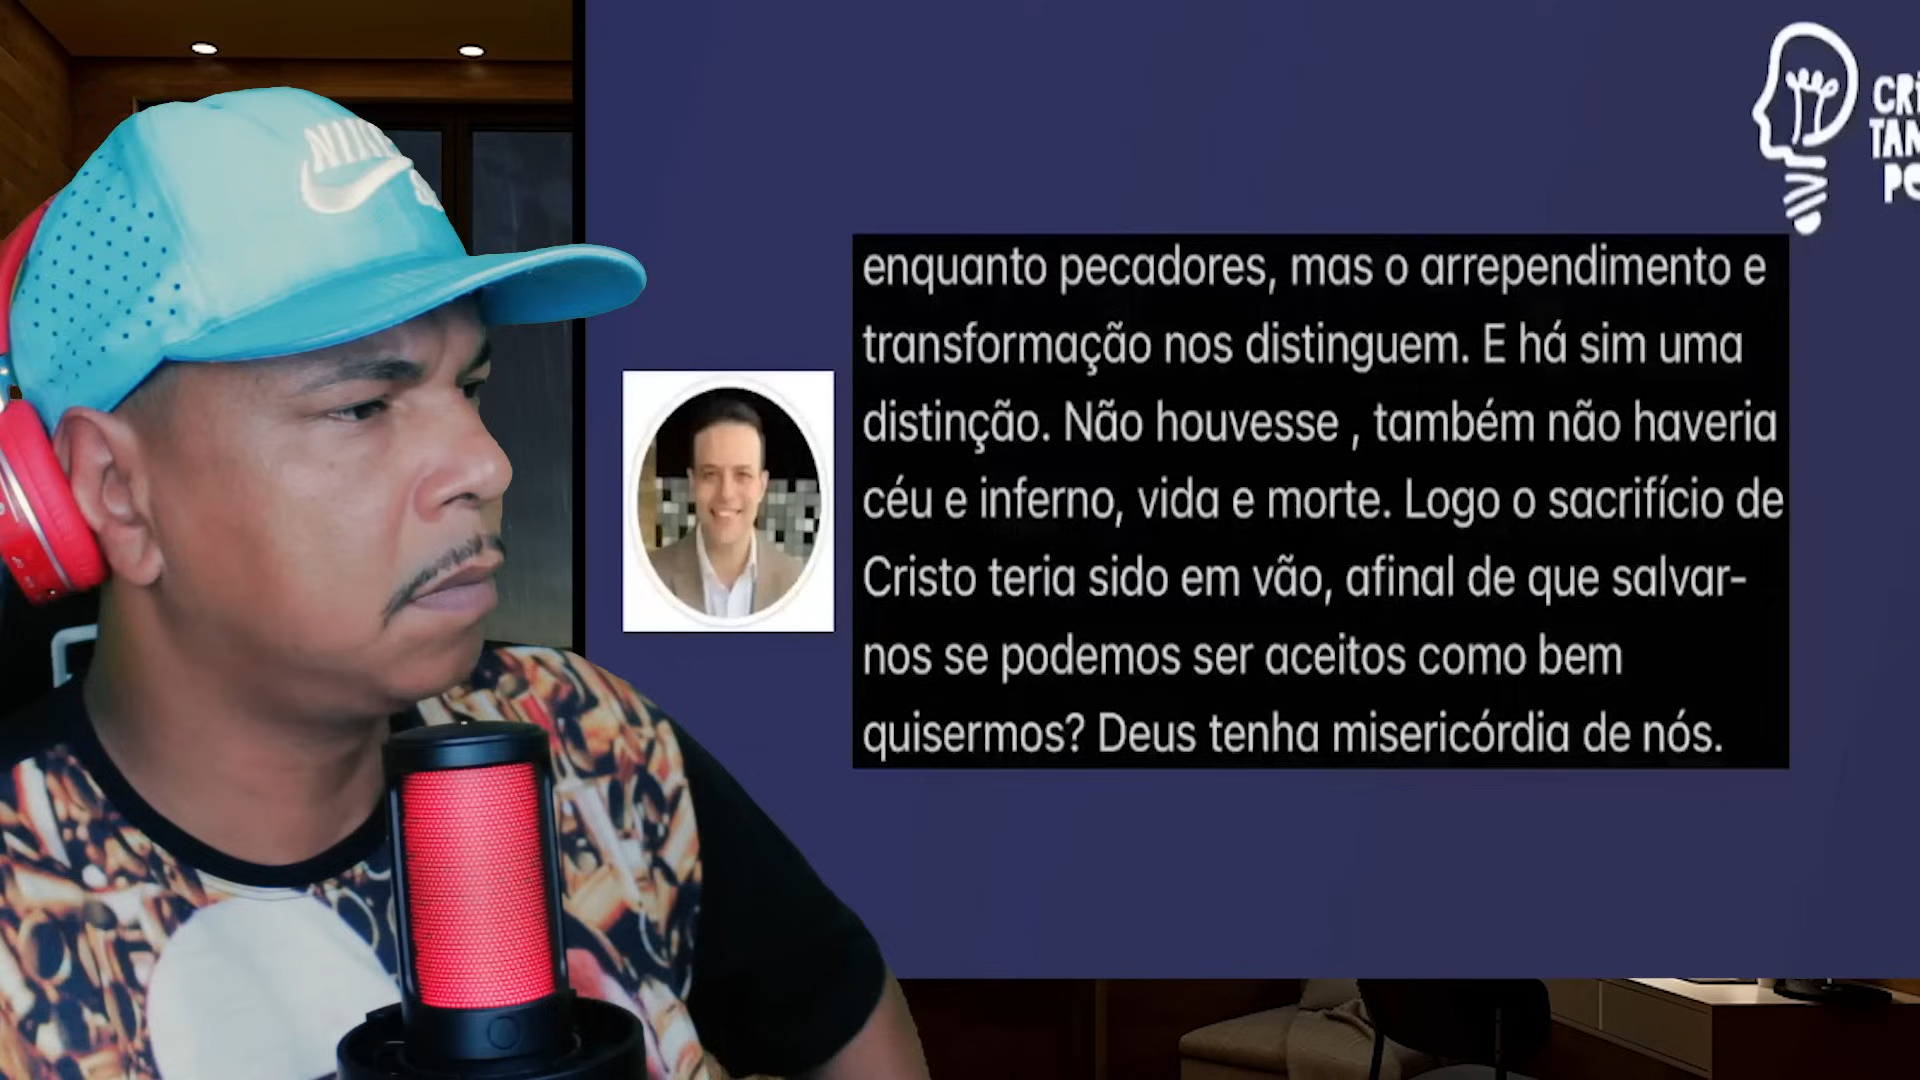 enquanto pecadores, mas o arrependimento e
transformação nos distinguem. E há sim uma
distinção. Não houvesse , também não haveria
céu e inferno, vida e morte. Logo o sacrifício de
Cristo teria sido em vão, afinal de que salvar-
nos se podemos ser aceitos como bem
quisermos? Deus tenha misericórdia de nós.